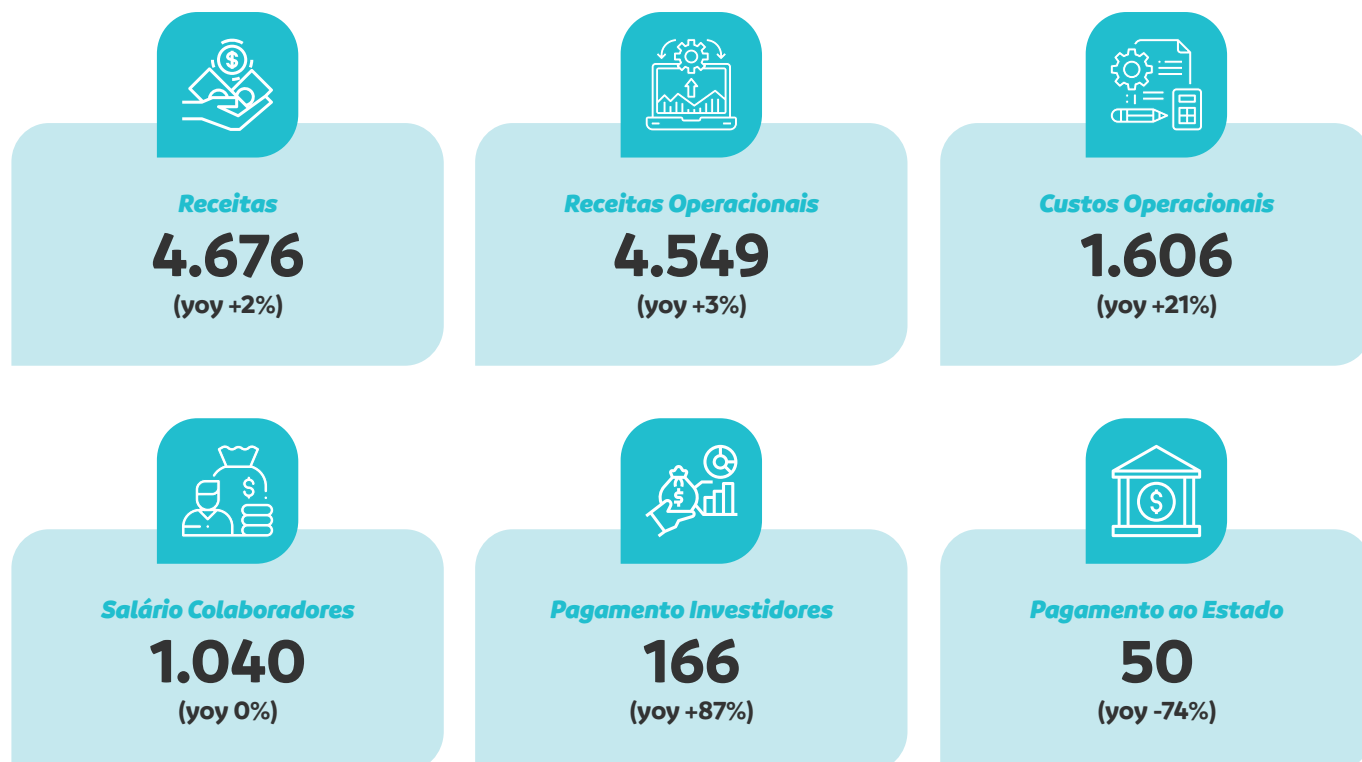 Receitas
4.676
(yoy +2%)
Receitas Operacionais
4.549
(yoy +3%)
Custos Operacionais
1.606
(yoy +21%)
Salário Colaboradores
1.040
(yoy 0%)
Pagamento Investidores
166
(yoy +87%)
Pagamento ao Estado
50
(yoy -74%)